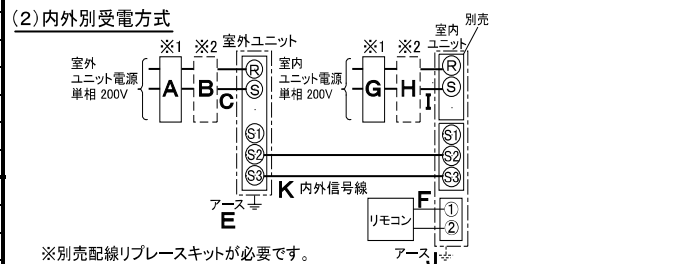 (2)内外別受電方式
※1 ※2 室外ユニット
室外
ユニット電源
単相 200V
A B C
R
S
S1
S2
S3
アース
E
※1 ※2
室内
ユニット
別売
室内
ユニット電源
単相 200V
G H I
R
S
S1
S2
S3
K 内外信号線
F
リモコン
1
2
アース J
※別売配線リプレースキットが必要です。